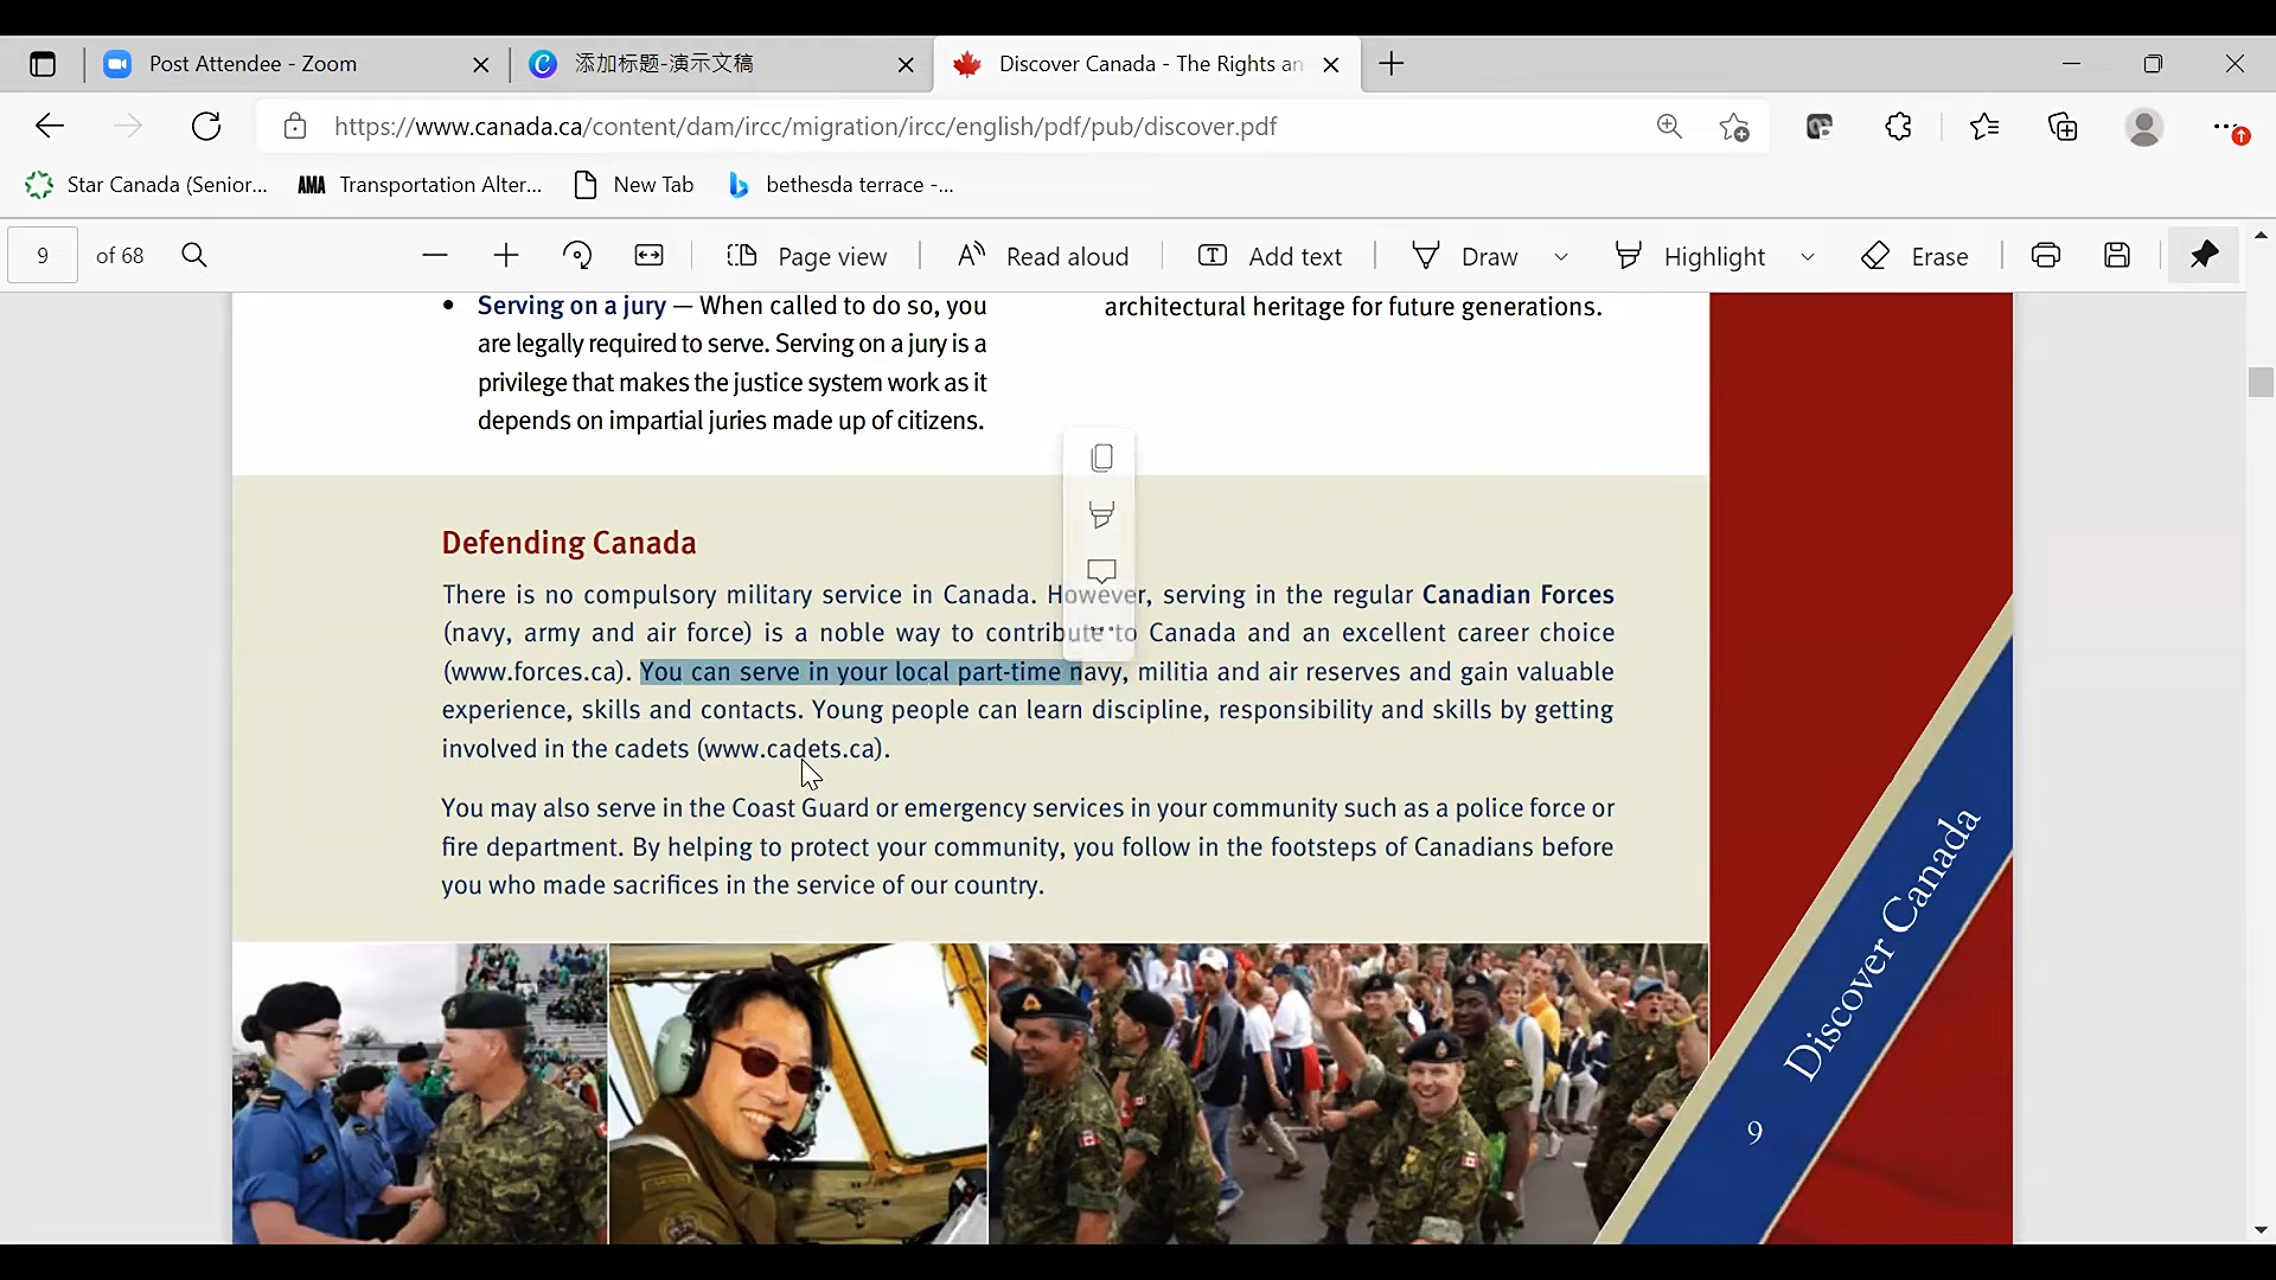 Post Attendee - Zoom
添加标题-演示文稿
Discover Canada - The Rights an
https://www.canada.ca/content/dam/ircc/migration/ircc/english/pdf/pub/discover.pdf
Star Canada (Senior...
AMA Transportation Alter...
New Tab
bethesda terrace -...
9 of 68
Page view
Read aloud
Add text
Draw
Highlight
Erase
• Serving on a jury — When called to do so, you
are legally required to serve. Serving on a jury is a
privilege that makes the justice system work as it
depends on impartial juries made up of citizens.
architectural heritage for future generations.
Defending Canada
There is no compulsory military service in Canada. However, serving in the regular Canadian Forces
(navy, army and air force) is a noble way to contribute to Canada and an excellent career choice
(www.forces.ca). You can serve in your local part-time navy, militia and air reserves and gain valuable
experience, skills and contacts. Young people can learn discipline, responsibility and skills by getting
involved in the cadets (www.cadets.ca).
You may also serve in the Coast Guard or emergency services in your community such as a police force or
fire department. By helping to protect your community, you follow in the footsteps of Canadians before
you who made sacrifices in the service of our country.
Discover Canada
9